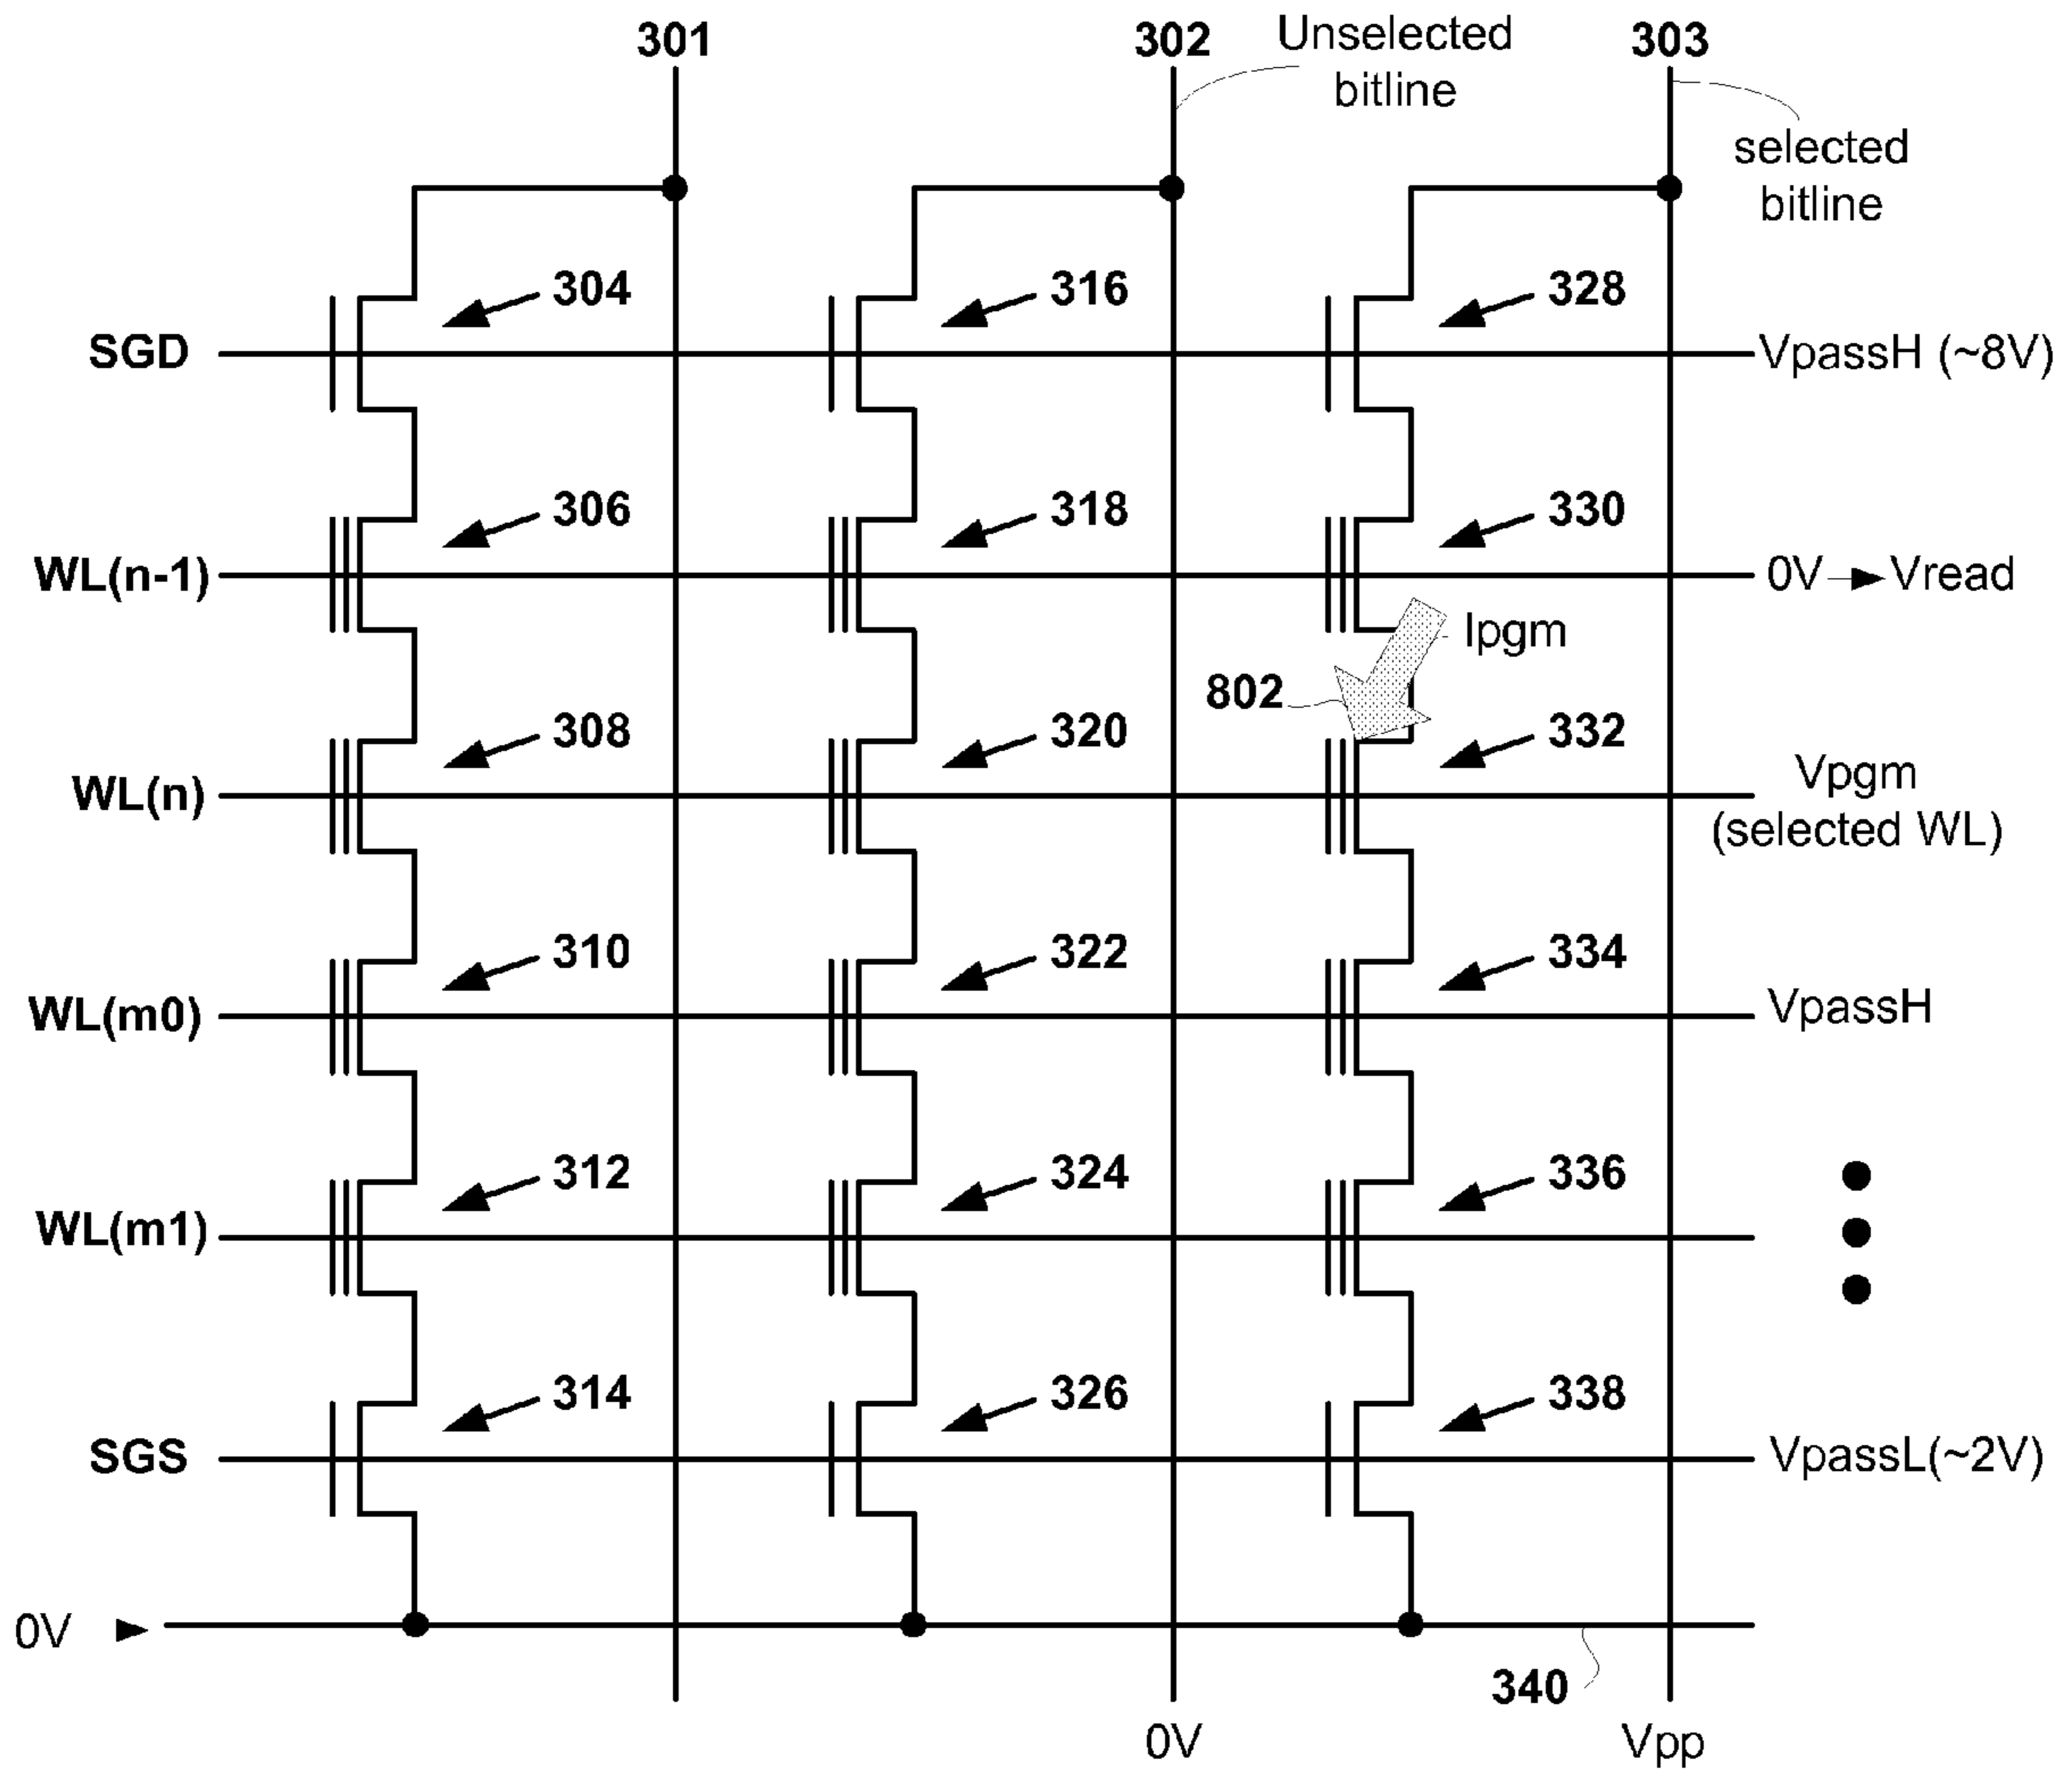 301
302
Unselected
bitline
303
selected
bitline
304
316
328
SGD
VpassH (~8V)
306
318
330
WL(n-1)
0V
Vread
Ipgm
802
308
320
332
WL(n)
Vpgm
(selected WL)
310
322
334
WL(m0)
VpassH
312
324
336
WL(m1)
314
326
338
SGS
VpassL(~2V)
0V
340
0V
Vpp